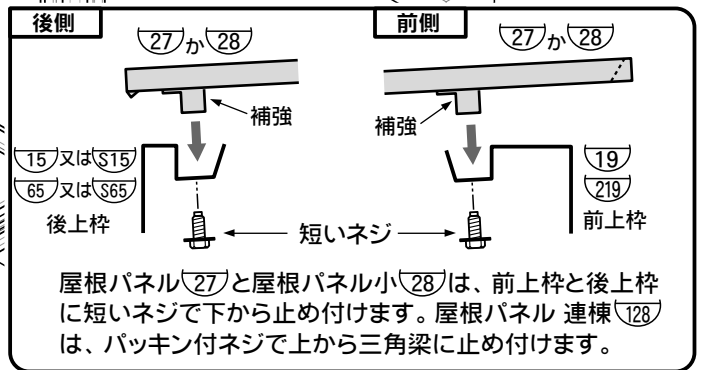 後側
前側
27か28
27か28
補強
補強
15又はS15
65又はS65
後上枠
19
219
前上枠
短いネジ
屋根パネル27と屋根パネル小28は、前上枠と後上枠
に短いネジで下から止め付けます。屋根パネル 連棟128
は、パッキン付ネジで上から三角梁に止め付けます。